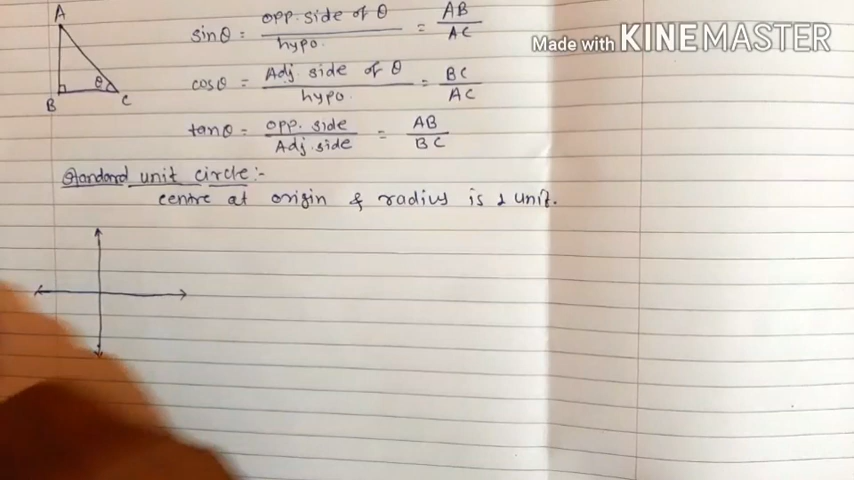 A
B
C
θ
sinθ = opp. side of θ / hypo. = AB / AC
Made with KINEMASTER
cosθ = Adj. side of θ / hypo. = BC / AC
tanθ = opp. side / Adj. side = AB / BC
Standard unit circle:-
centre at origin & radius is 1 unit.